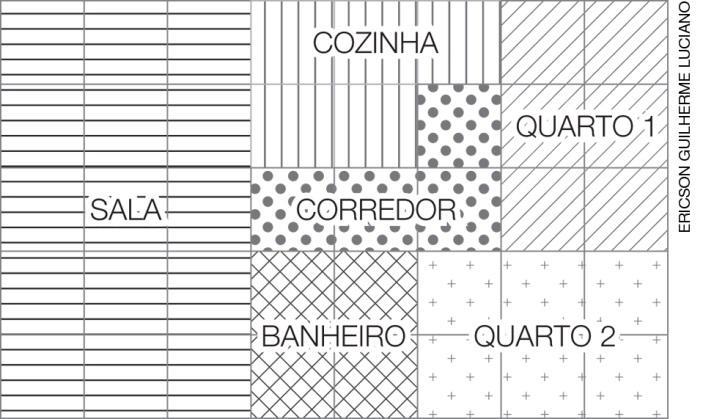 COZINHA
QUARTO 1
SALA
CORREDOR
BANHEIRO
QUARTO 2
ERICSON GUILHERME LUCIANO